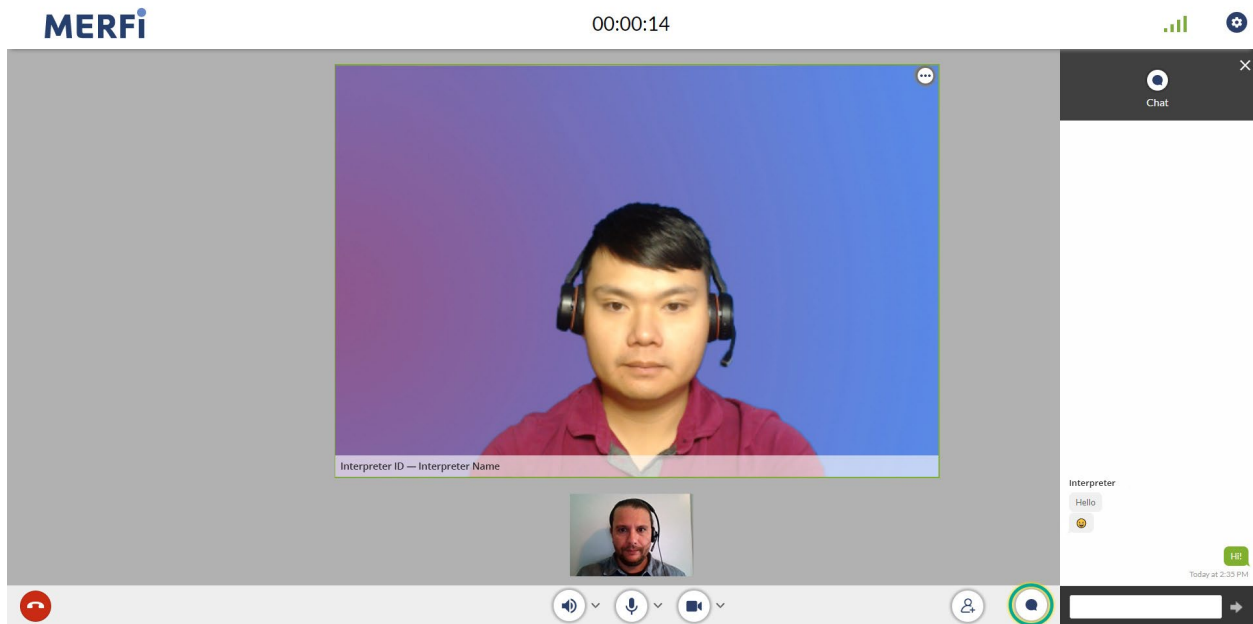 MERFi
00:00:14
Chat
Interpreter ID — Interpreter Name
Interpreter
Hello
Hi!
Today at 2:35 PM